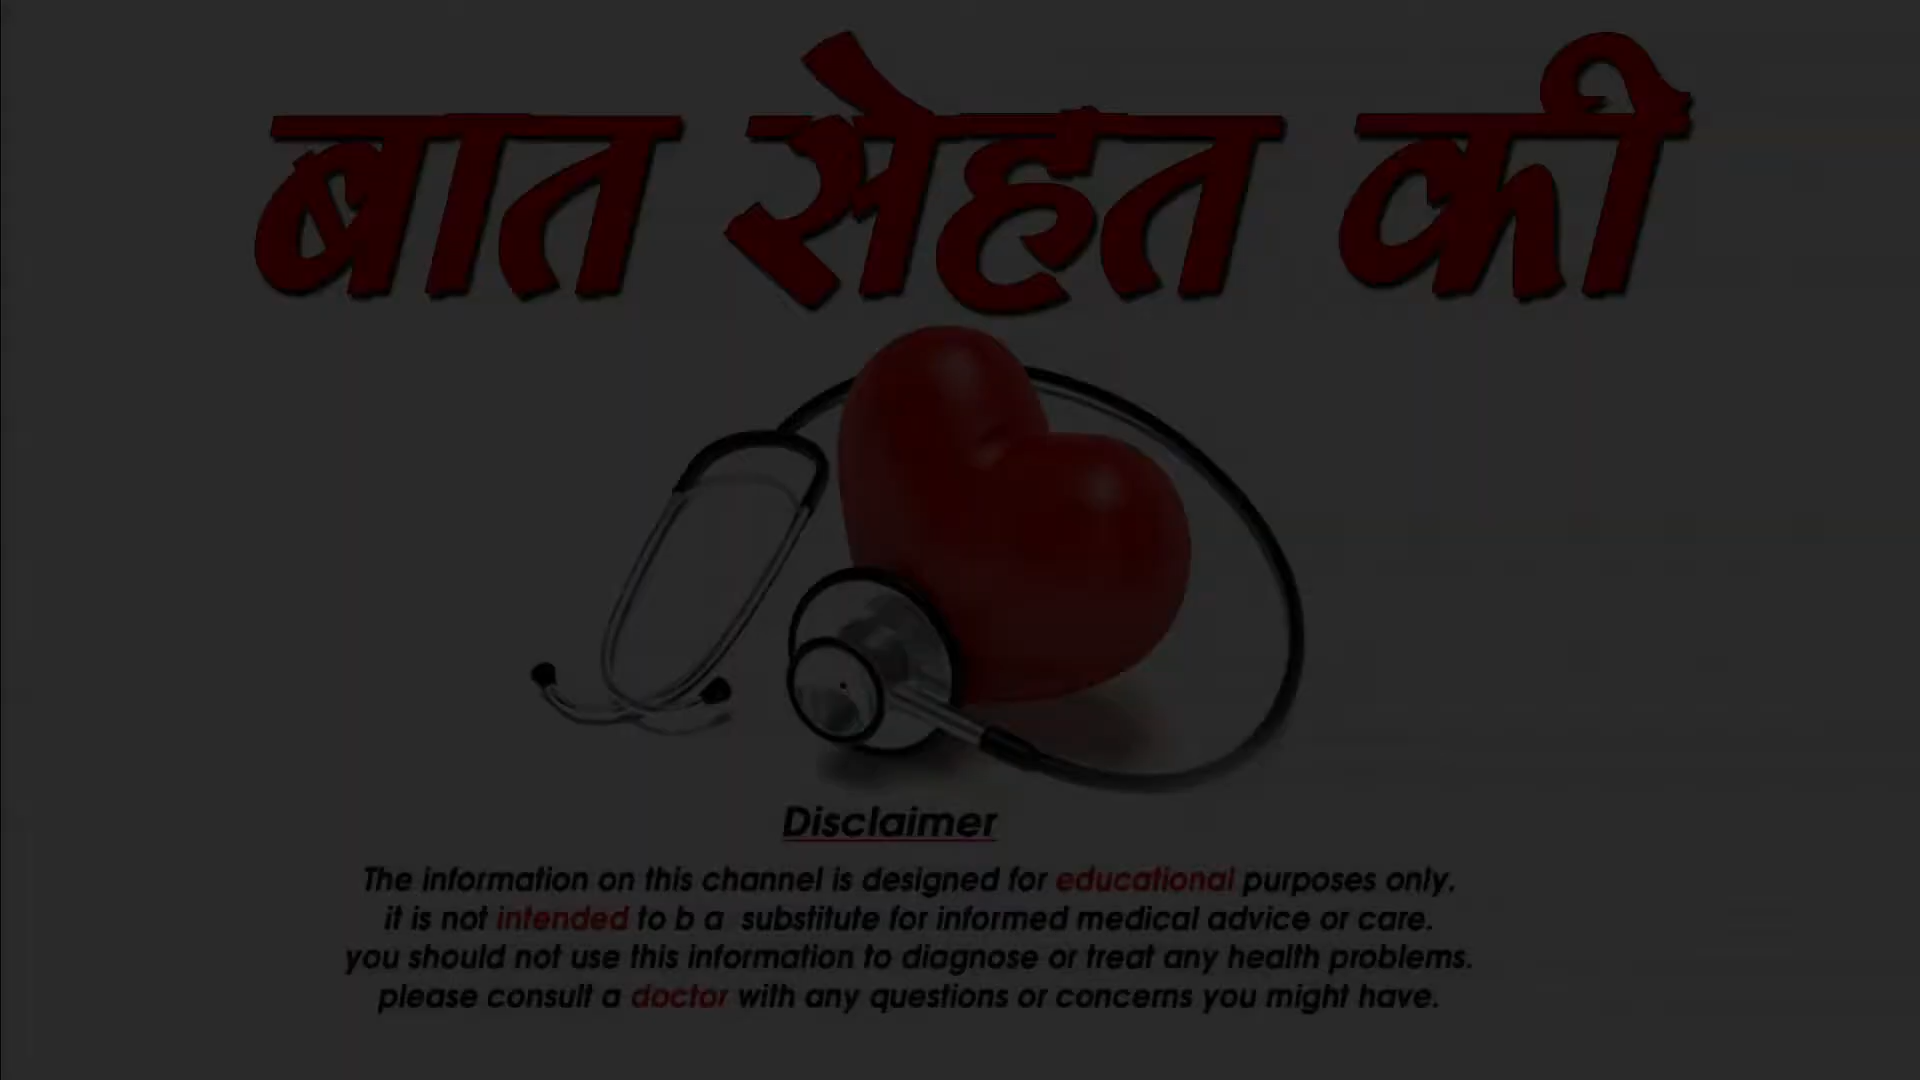 बात सेहत की
Disclaimer
The information on this channel is designed for educational purposes only.
it is not intended to b a substitute for informed medical advice or care.
you should not use this information to diagnose or treat any health problems.
please consult a doctor with any questions or concerns you might have.